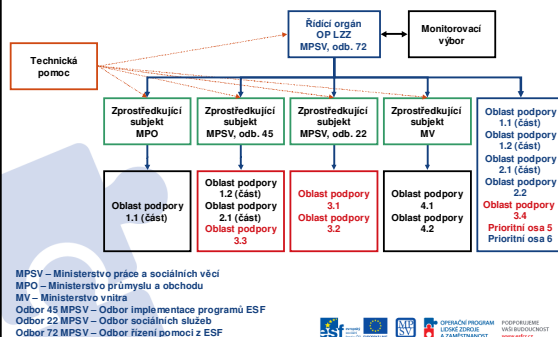 Řídící orgán
OP LZZ
MPSV, odb. 72
Monitorovací
výbor
Technická
pomoc
Zprostředkující
subjekt
MPO
Zprostředkující
subjekt
MPSV, odb. 45
Zprostředkující
subjekt
MPSV, odb. 22
Zprostředkující
subjekt
MV
Oblast podpory
1.1 (část)
Oblast podpory
1.2 (část)
Oblast podpory
2.1 (část)
Oblast podpory
2.2
Oblast podpory
3.4
Prioritní osa 5
Prioritní osa 6
Oblast podpory
1.1 (část)
Oblast podpory
1.2 (část)
Oblast podpory
2.1 (část)
Oblast podpory
3.3
Oblast podpory
3.1
Oblast podpory
3.2
Oblast podpory
4.1
Oblast podpory
4.2
MPSV – Ministerstvo práce a sociálních věcí
MPO – Ministerstvo průmyslu a obchodu
MV – Ministerstvo vnitra
Odbor 45 MPSV – Odbor implementace programů ESF
Odbor 22 MPSV – Odbor sociálních služeb
Odbor 72 MPSV – Odbor řízení pomoci z ESF
esf
MP
SV
OPERAČNÍ PROGRAM
LIDSKÉ ZDROJE
A ZAMĚSTNANOST
PODPORUJEME
VAŠI BUDOUCNOST
www.esfcr.cz